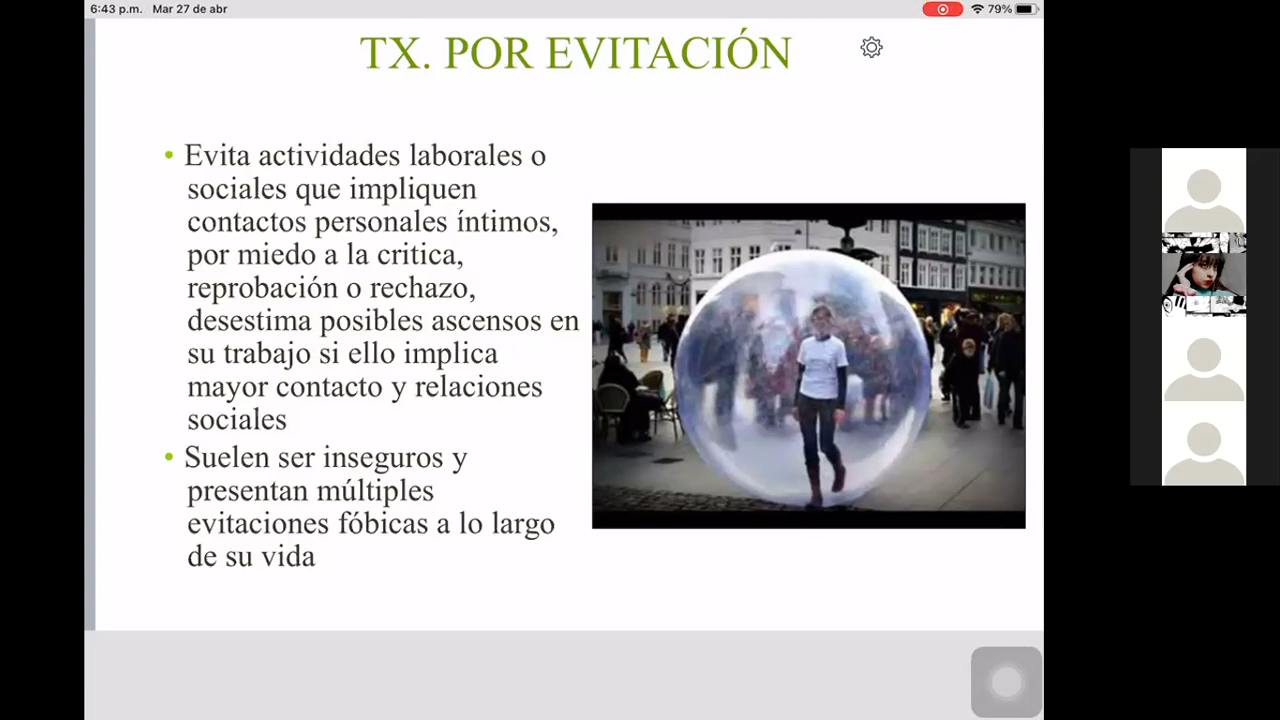 6:43 p.m. Mar 27 de abr
79%
TX. POR EVITACIÓN
• Evita actividades laborales o
sociales que impliquen
contactos personales íntimos,
por miedo a la critica,
reprobación o rechazo,
desestima posibles ascensos en
su trabajo si ello implica
mayor contacto y relaciones
sociales
• Suelen ser inseguros y
presentan múltiples
evitaciones fóbicas a lo largo
de su vida